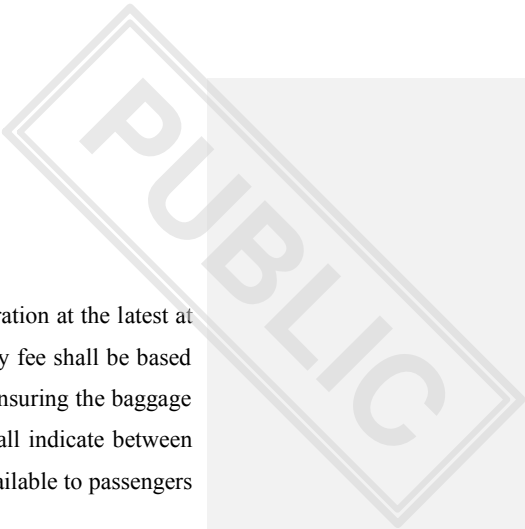 PUBLIC
ration at the latest at
y fee shall be based
nsuring the baggage
all indicate between
ailable to passengers